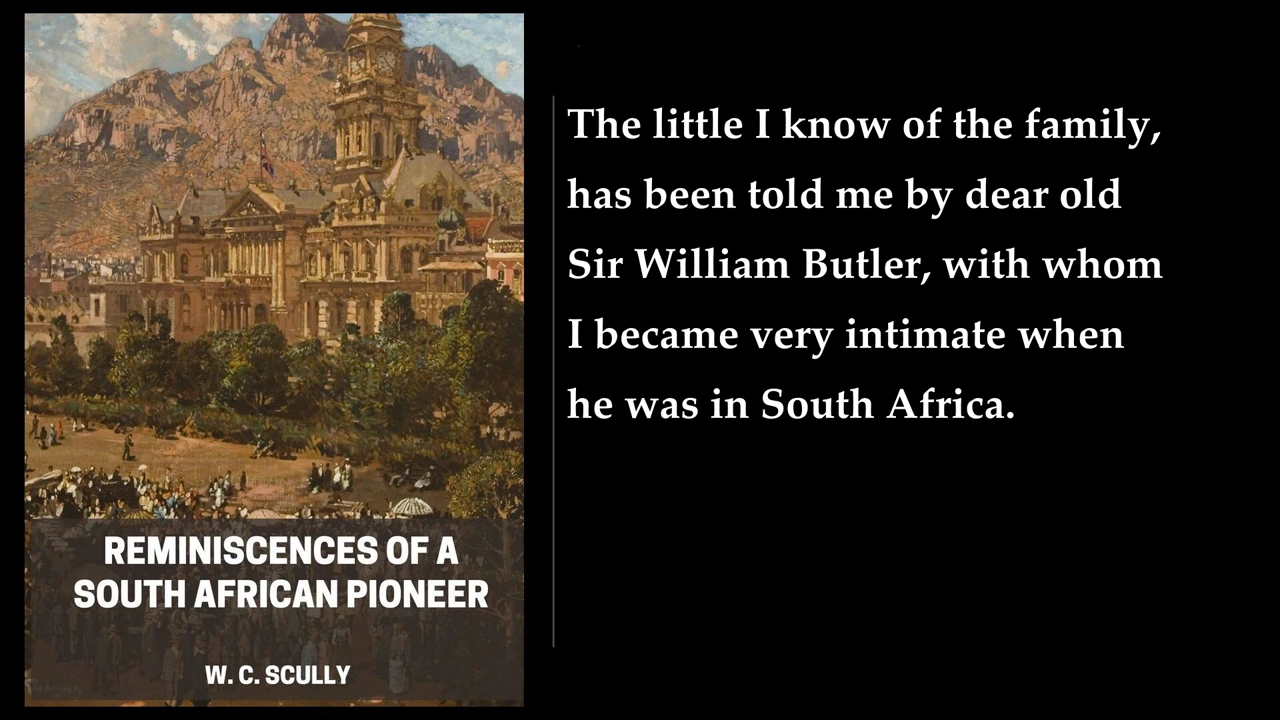 The little I know of the family,
has been told me by dear old
Sir William Butler, with whom
I became very intimate when
he was in South Africa.
REMINISCENCES OF A
SOUTH AFRICAN PIONEER
W. C. SCULLY